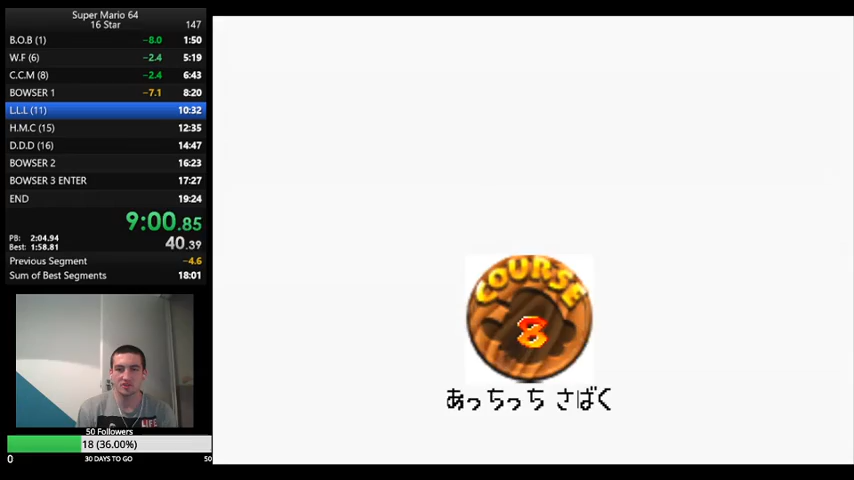 Super Mario 64
16 Star 147
B.O.B (1) -8.0 1:50
W.F (6) -2.4 5:19
C.C.M (8) -2.4 6:43
BOWSER 1 -7.1 8:20
L.L.L (11) 10:32
H.M.C (15) 12:35
D.D.D (16) 14:47
BOWSER 2 16:23
BOWSER 3 ENTER 17:27
END 19:24
9:00.85
PB: 2:04.94
Best: 1:58.81
40.39
Previous Segment -4.6
Sum of Best Segments 18:01
COURSE
8
あっちっち さばく
LIFE
50 Followers
18 (36.00%)
0 30 DAYS TO GO 50